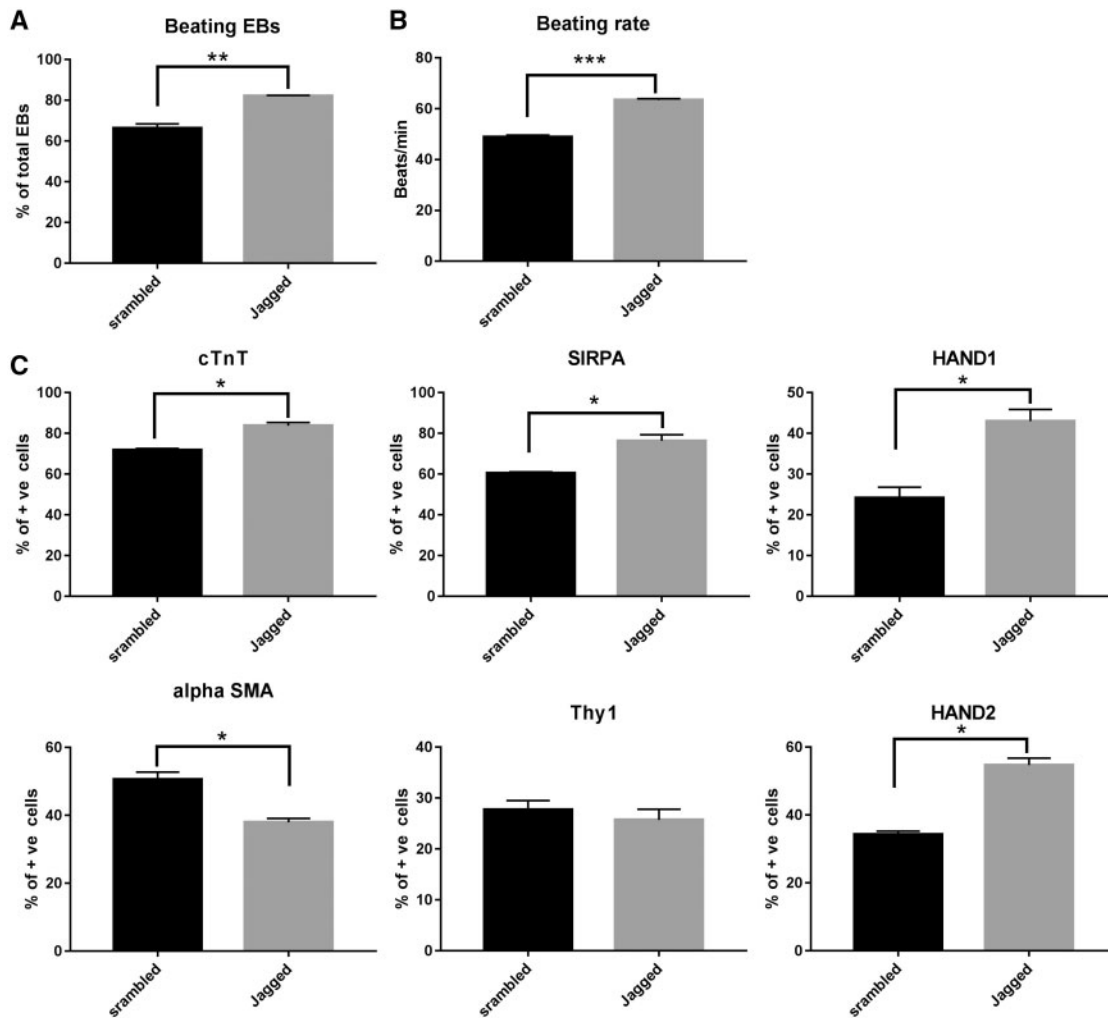 A
Beating EBs
% of total EBs
100
80
60
40
20
0
**
srambled
Jagged
B
Beating rate
Beats/min
80
60
40
20
0
***
srambled
Jagged
C
cTnT
% of + ve cells
100
80
60
40
20
0
*
srambled
Jagged
SIRPA
% of + ve cells
100
80
60
40
20
0
*
srambled
Jagged
HAND1
% of + ve cells
50
40
30
20
10
0
*
srambled
Jagged
alpha SMA
% of + ve cells
60
40
20
0
*
srambled
Jagged
Thy1
% of + ve cells
40
30
20
10
0
srambled
Jagged
HAND2
% of + ve cells
60
40
20
0
*
srambled
Jagged